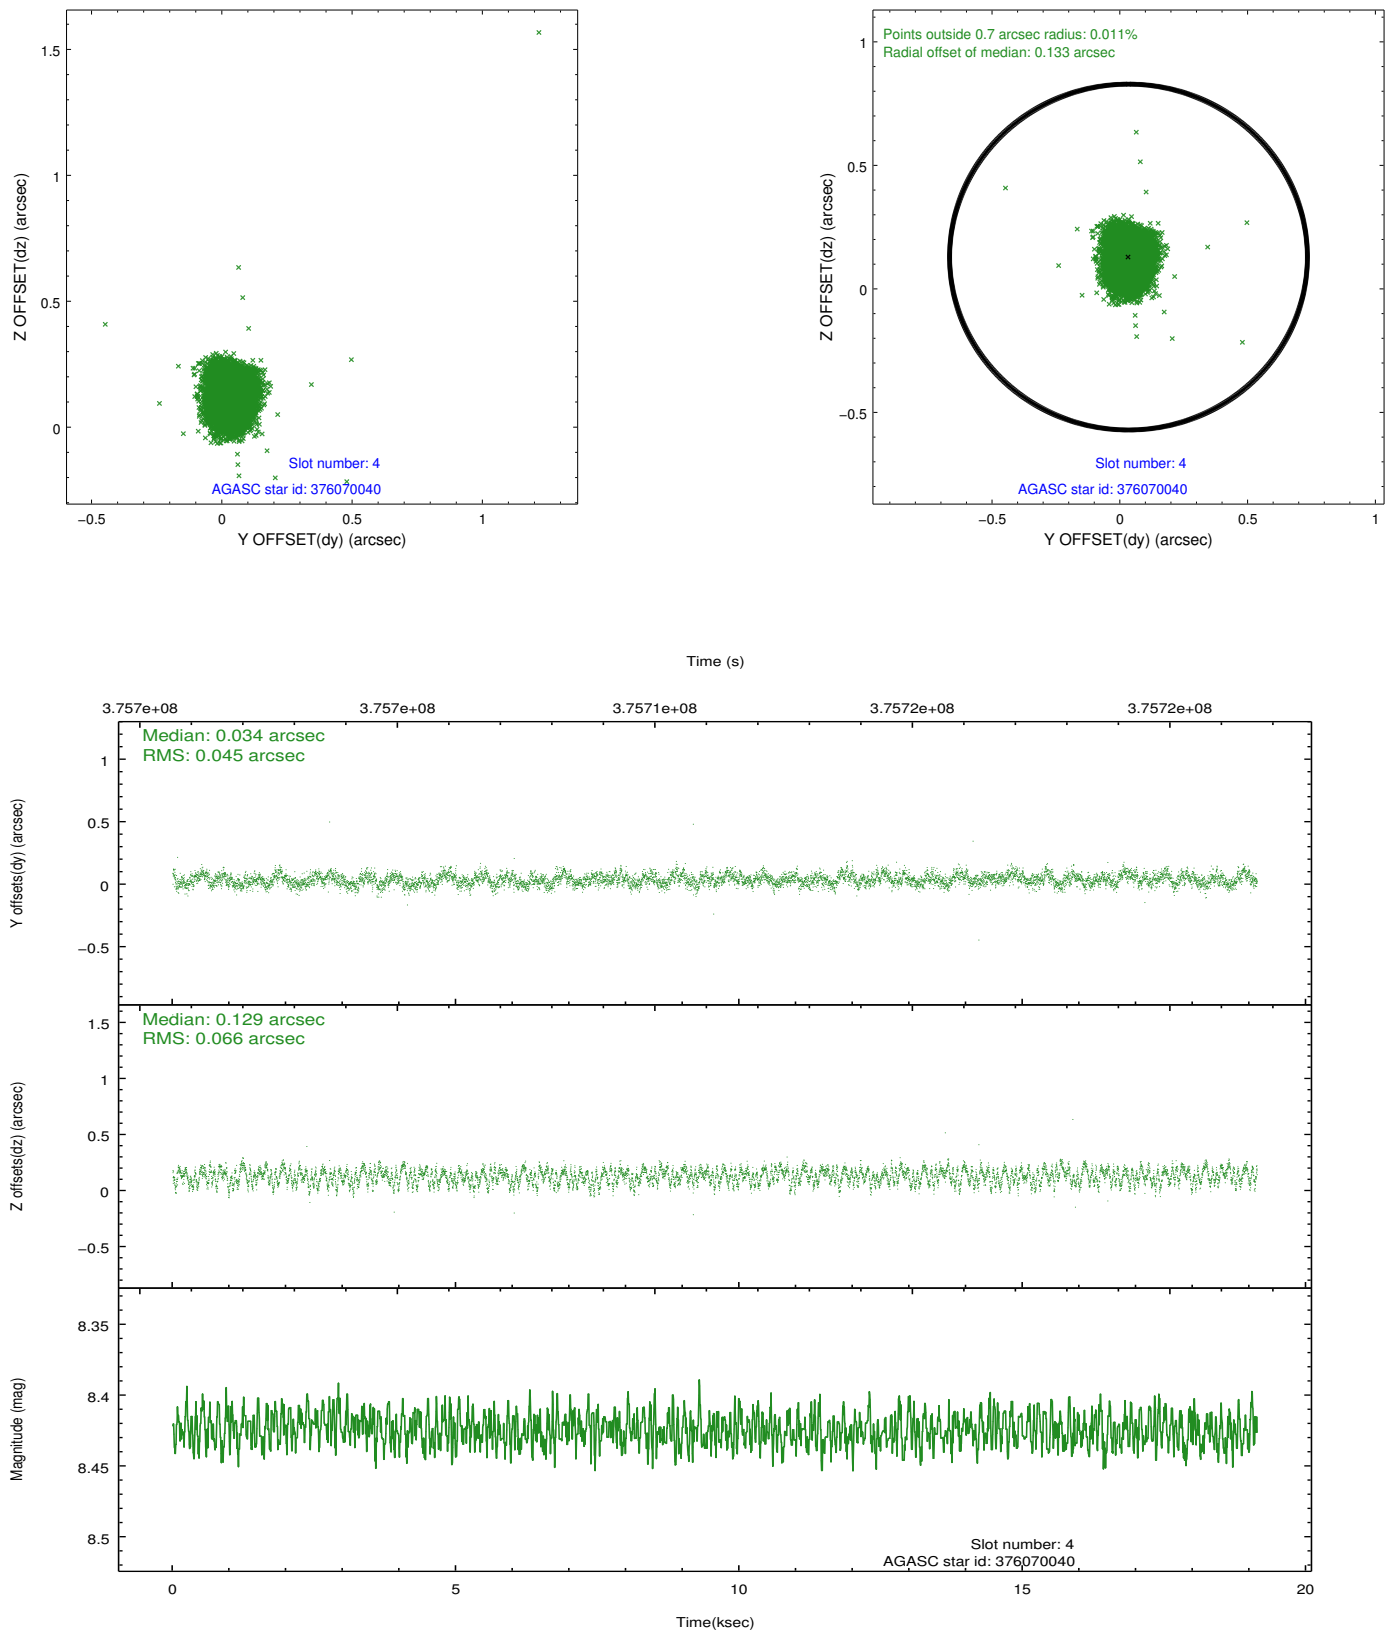 1.5
1
0.5
0
−0.5
0
0.5
1
Z OFFSET(dz) (arcsec)
Y OFFSET(dy) (arcsec)
Slot number: 4
AGASC star id: 376070040
Points outside 0.7 arcsec radius: 0.011%
Radial offset of median: 0.133 arcsec
1
0.5
0
−0.5
−0.5
0
0.5
1
Z OFFSET(dz) (arcsec)
Y OFFSET(dy) (arcsec)
Slot number: 4
AGASC star id: 376070040
Time (s)
3.757e+08
3.757e+08
3.7571e+08
3.7572e+08
3.7572e+08
Median: 0.034 arcsec
RMS: 0.045 arcsec
1
0.5
0
−0.5
Y offsets(dy) (arcsec)
Median: 0.129 arcsec
RMS: 0.066 arcsec
1.5
1
0.5
0
−0.5
Z offsets(dz) (arcsec)
8.35
8.4
8.45
8.5
Magnitude (mag)
Slot number: 4
AGASC star id: 376070040
0
5
10
15
20
Time(ksec)